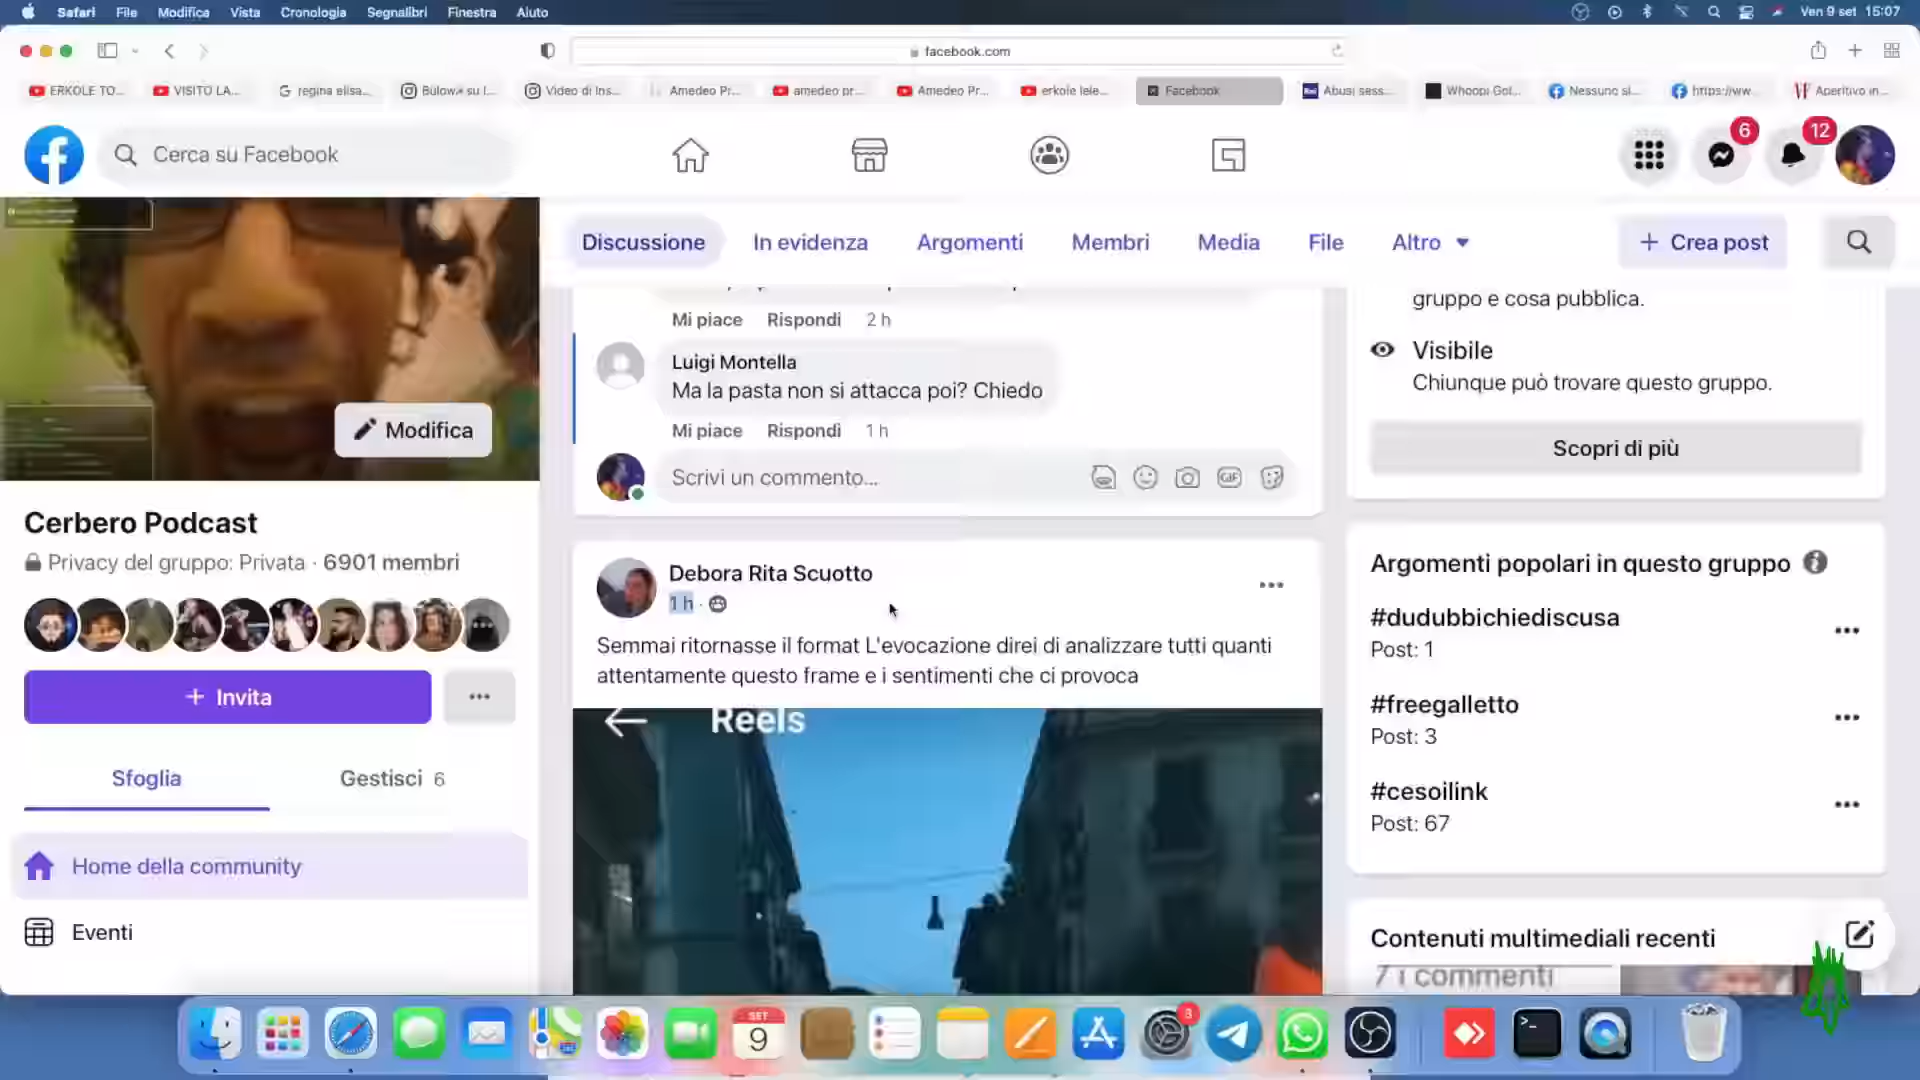 Safari File Modifica Vista Cronologia Segnalibri Finestra Aiuto
Ven 9 set 15:07
facebook.com
ERKOLE TO...
VISITO LA...
regina elisa...
Video di Ins...
Amedeo Pr...
amedeo pr...
Amedeo Pr...
erkole lele...
Facebook
Abusi sess...
Whoopi Gol...
Nessuno si...
https://ww...
Aperitivo in...
Cerca su Facebook
6
12
Discussione
In evidenza
Argomenti
Membri
Media
File
Altro
+ Crea post
Modifica
Cerbero Podcast
Privacy del gruppo: Privata · 6901 membri
+ Invita
Sfoglia
Gestisci 6
Home della community
Eventi
Mi piace Rispondi 2 h
Luigi Montella
Ma la pasta non si attacca poi? Chiedo
Mi piace Rispondi 1 h
Scrivi un commento...
GIF
Debora Rita Scuotto
1 h ·
Semmai ritornasse il format L'evocazione direi di analizzare tutti quanti
attentamente questo frame e i sentimenti che ci provoca
Reels
gruppo e cosa pubblica.
Visibile
Chiunque può trovare questo gruppo.
Scopri di più
Argomenti popolari in questo gruppo
#dudubbichiediscusa
Post: 1
#freegalletto
Post: 3
#cesoilink
Post: 67
Contenuti multimediali recenti
i commenti
SET
9
8